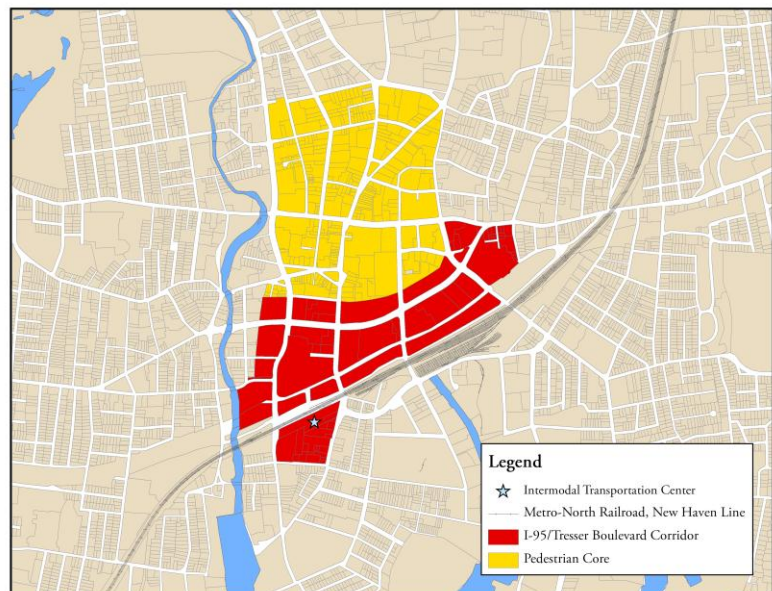 Legend
Intermodal Transportation Center
Metro-North Railroad, New Haven Line
I-95/Tresser Boulevard Corridor
Pedestrian Core